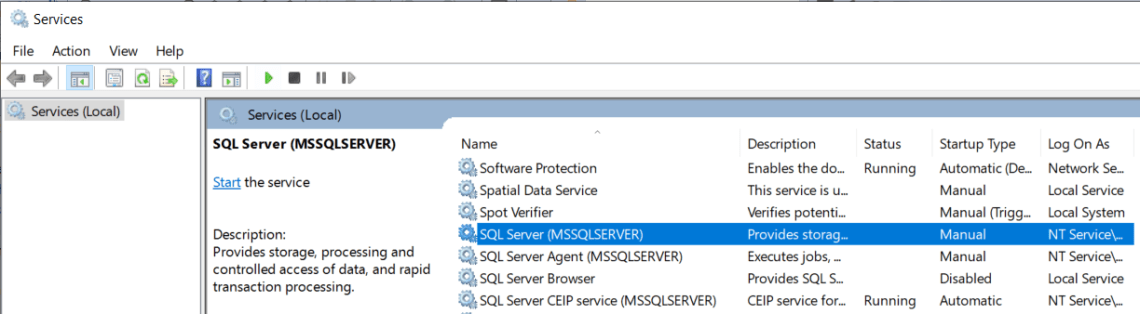 Services
File Action View Help
Services (Local)
Services (Local)
SQL Server (MSSQLSERVER)
Start the service
Description:
Provides storage, processing and
controlled access of data, and rapid
transaction processing.
Name Description Status Startup Type Log On As
Software Protection Enables the do... Running Automatic (De... Network Se...
Spatial Data Service This service is u... Manual Local Service
Spot Verifier Verifies potenti... Manual (Trigg... Local System
SQL Server (MSSQLSERVER) Provides storag... Manual NT Service\...
SQL Server Agent (MSSQLSERVER) Executes jobs, ... Manual NT Service\...
SQL Server Browser Provides SQL S... Disabled Local Service
SQL Server CEIP service (MSSQLSERVER) CEIP service for... Running Automatic NT Service\...